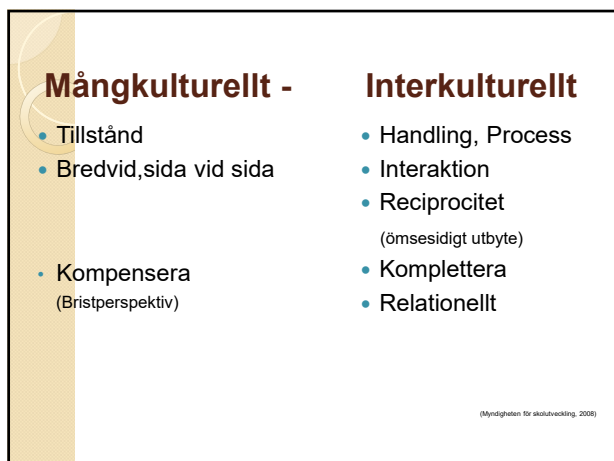 Mångkulturellt -
• Tillstånd
• Bredvid,sida vid sida
• Kompensera
(Bristperspektiv)
Interkulturellt
• Handling, Process
• Interaktion
• Reciprocitet
(ömsesidigt utbyte)
• Komplettera
• Relationellt
(Myndigheten för skolutveckling, 2008)